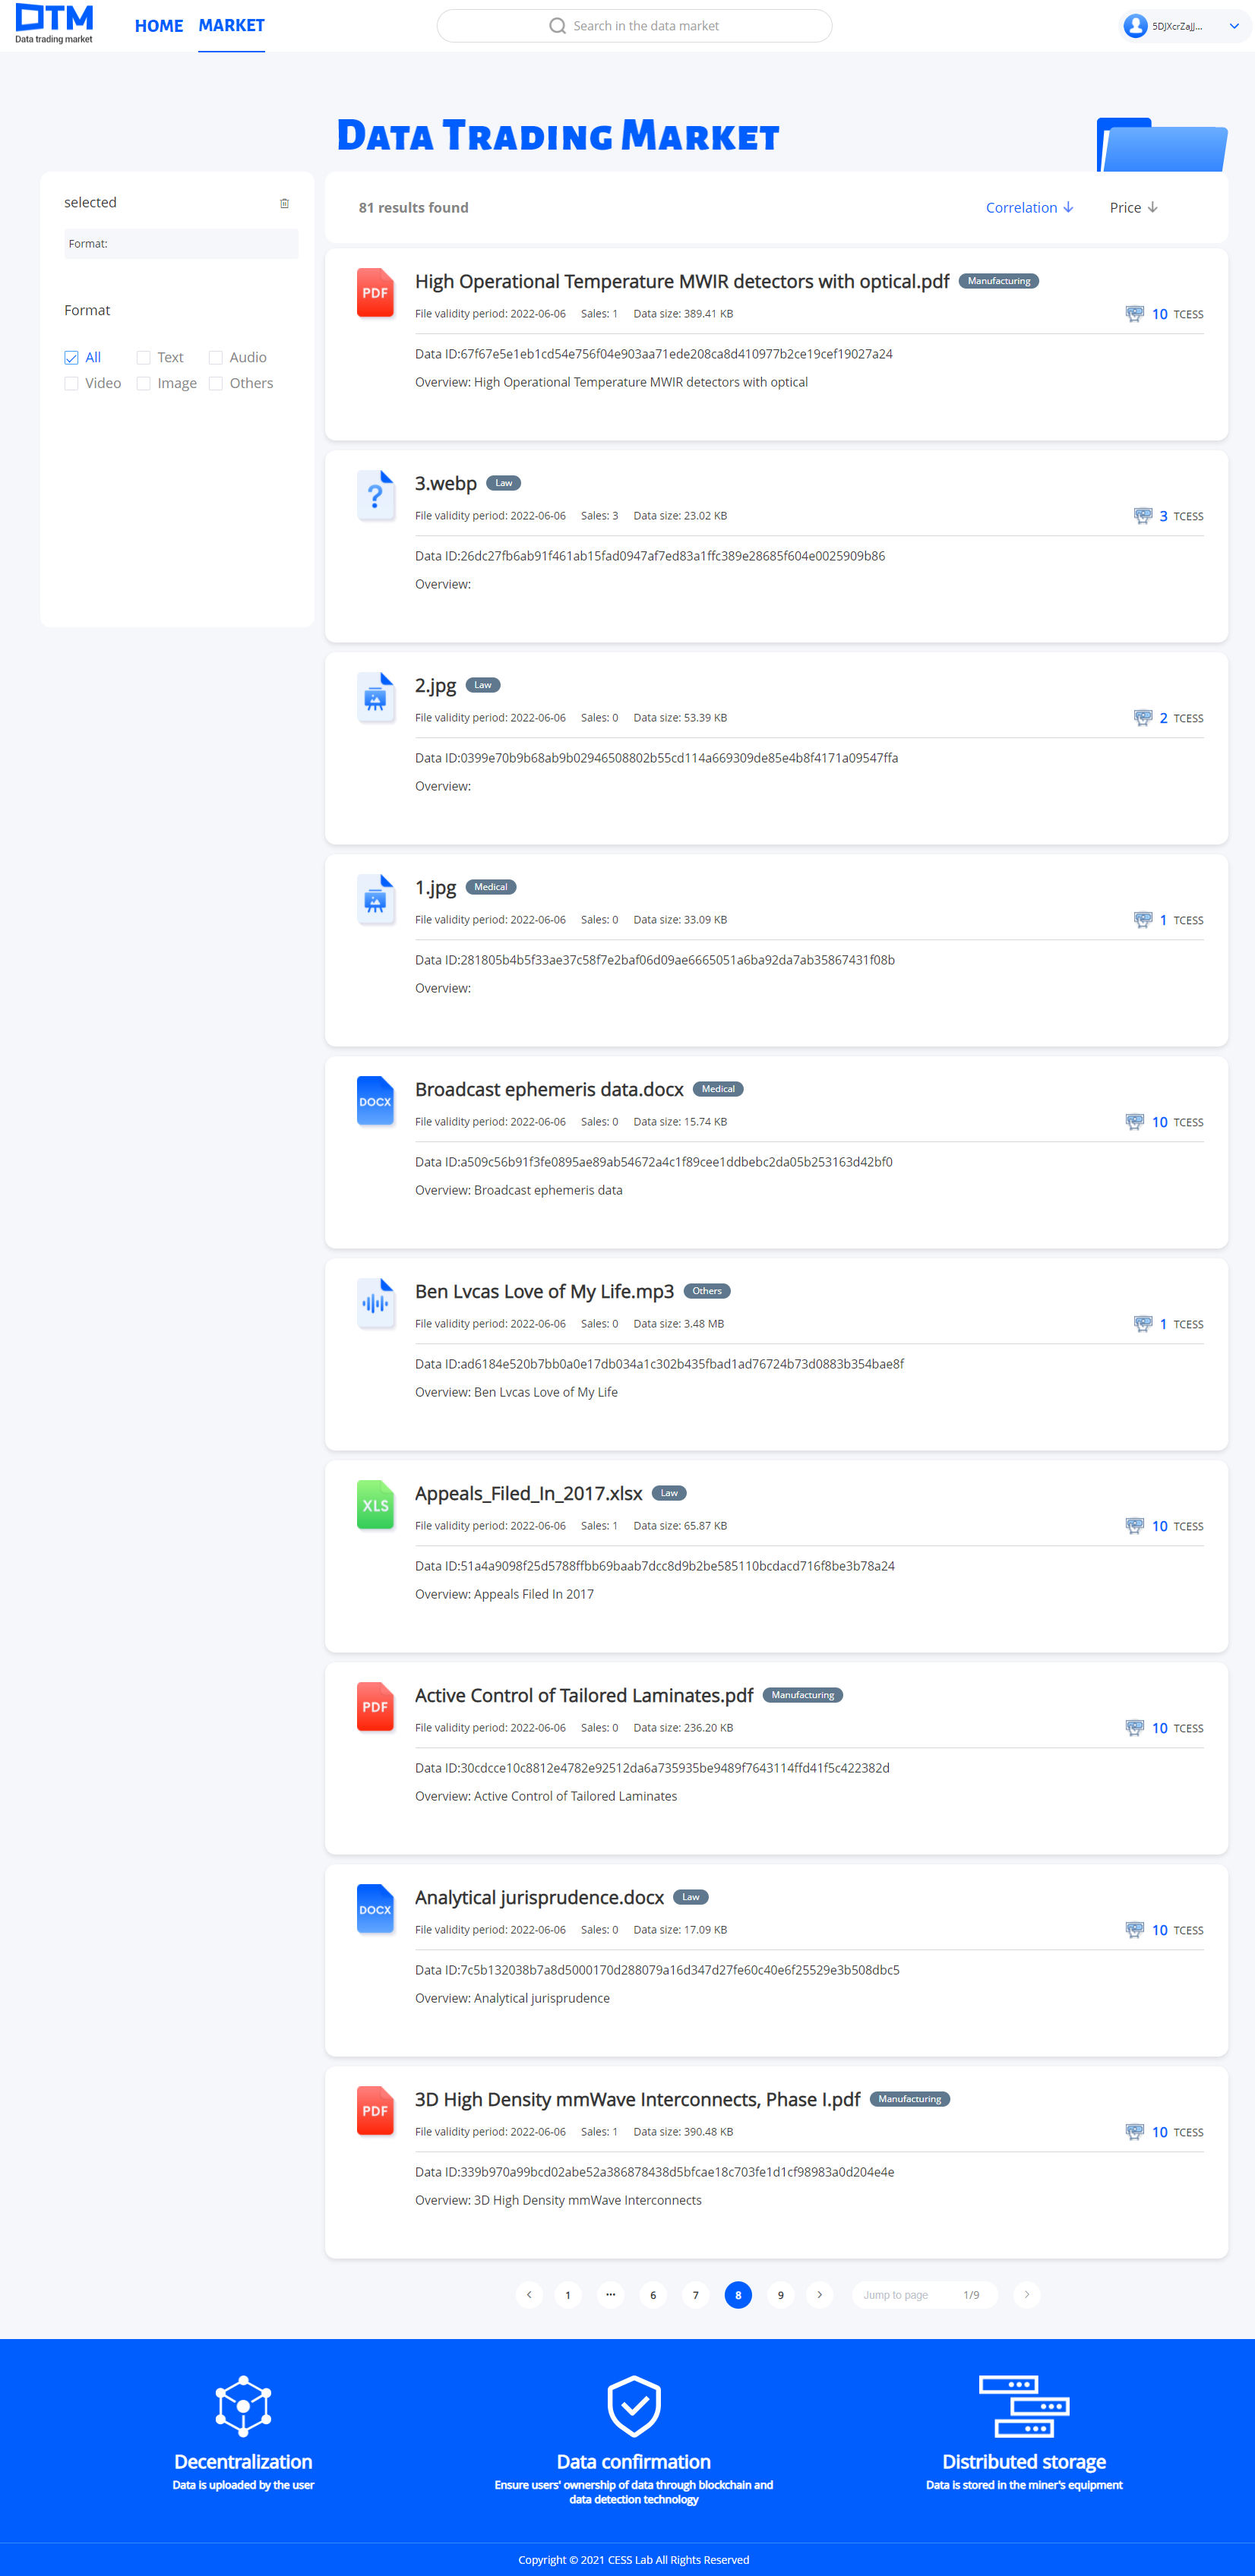 DTM
Data trading market
HOME MARKET
Search in the data market
5DJXcrZaJJ...
Data Trading Market
selected
Format:
Format
All Text Audio
Video Image Others
81 results found
Correlation ↓ Price ↓
PDF
High Operational Temperature MWIR detectors with optical.pdf Manufacturing
File validity period: 2022-06-06 Sales: 1 Data size: 389.41 KB
10 TCESS
Data ID:67f67e5e1eb1cd54e756f04e903aa71ede208ca8d410977b2ce19cef19027a24
Overview: High Operational Temperature MWIR detectors with optical
?
3.webp Law
File validity period: 2022-06-06 Sales: 3 Data size: 23.02 KB
3 TCESS
Data ID:26dc27fb6ab91f461ab15fad0947af7ed83a1ffc389e28685f604e0025909b86
Overview:
2.jpg Law
File validity period: 2022-06-06 Sales: 0 Data size: 53.39 KB
2 TCESS
Data ID:0399e70b9b68ab9b02946508802b55cd114a669309de85e4b8f4171a09547ffa
Overview:
1.jpg Medical
File validity period: 2022-06-06 Sales: 0 Data size: 33.09 KB
1 TCESS
Data ID:281805b4b5f33ae37c58f7e2baf06d09ae6665051a6ba92da7ab35867431f08b
Overview:
DOCX
Broadcast ephemeris data.docx Medical
File validity period: 2022-06-06 Sales: 0 Data size: 15.74 KB
10 TCESS
Data ID:a509c56b91f3fe0895ae89ab54672a4c1f89cee1ddbebc2da05b253163d42bf0
Overview: Broadcast ephemeris data
Ben Lvcas Love of My Life.mp3 Others
File validity period: 2022-06-06 Sales: 0 Data size: 3.48 MB
1 TCESS
Data ID:ad6184e520b7bb0a0e17db034a1c302b435fbad1ad76724b73d0883b354bae8f
Overview: Ben Lvcas Love of My Life
XLS
Appeals_Filed_In_2017.xlsx Law
File validity period: 2022-06-06 Sales: 1 Data size: 65.87 KB
10 TCESS
Data ID:51a4a9098f25d5788ffbb69baab7dcc8d9b2be585110bcdacd716f8be3b78a24
Overview: Appeals Filed In 2017
PDF
Active Control of Tailored Laminates.pdf Manufacturing
File validity period: 2022-06-06 Sales: 0 Data size: 236.20 KB
10 TCESS
Data ID:30cdcce10c8812e4782e92512da6a735935be9489f7643114ffd41f5c422382d
Overview: Active Control of Tailored Laminates
DOCX
Analytical jurisprudence.docx Law
File validity period: 2022-06-06 Sales: 0 Data size: 17.09 KB
10 TCESS
Data ID:7c5b132038b7a8d5000170d288079a16d347d27fe60c40e6f25529e3b508dbc5
Overview: Analytical jurisprudence
PDF
3D High Density mmWave Interconnects, Phase I.pdf Manufacturing
File validity period: 2022-06-06 Sales: 1 Data size: 390.48 KB
10 TCESS
Data ID:339b970a99bcd02abe52a386878438d5bfcae18c703fe1d1cf98983a0d204e4e
Overview: 3D High Density mmWave Interconnects
‹ 1 ··· 6 7 8 9 › Jump to page 1/9 ›
Decentralization
Data is uploaded by the user
Data confirmation
Ensure users' ownership of data through blockchain and
data detection technology
Distributed storage
Data is stored in the miner's equipment
Copyright © 2021 CESS Lab All Rights Reserved